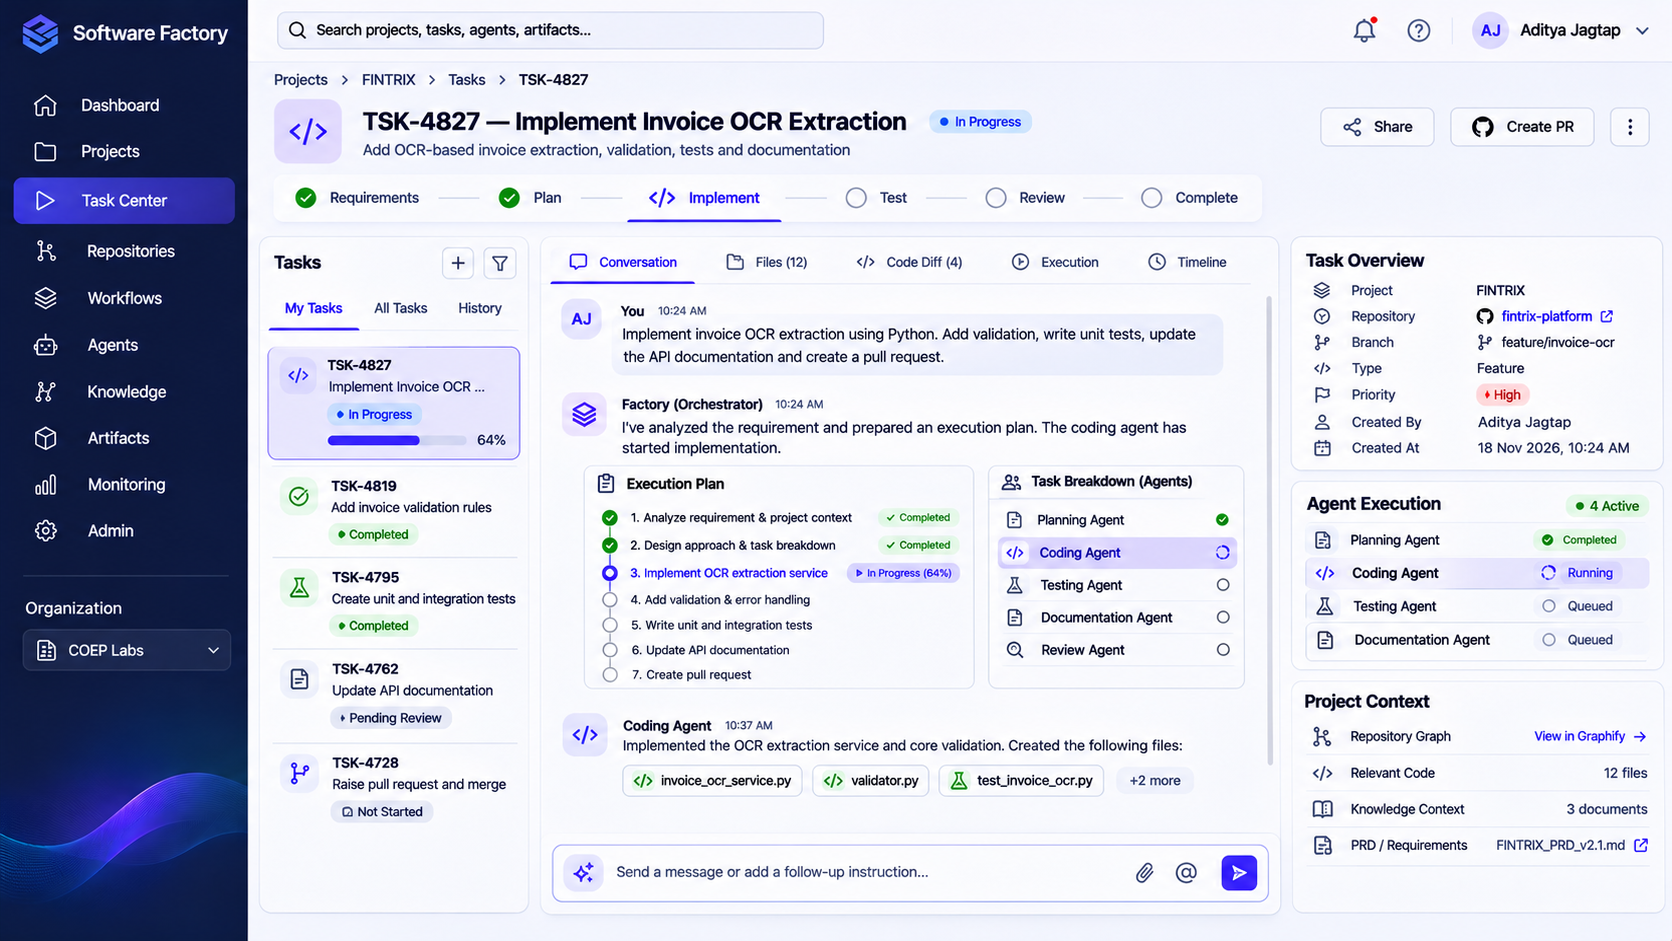 Software Factory
Dashboard
Projects
Task Center
Repositories
Workflows
Agents
Knowledge
Artifacts
Monitoring
Admin
Organization
COEP Labs
Search projects, tasks, agents, artifacts...
AJ
Aditya Jagtap
Projects > FINTRIX > Tasks > TSK-4827
TSK-4827 — Implement Invoice OCR Extraction
In Progress
Add OCR-based invoice extraction, validation, tests and documentation
Share
Create PR
Requirements
Plan
Implement
Test
Review
Complete
Tasks
My Tasks
All Tasks
History
TSK-4827
Implement Invoice OCR ...
In Progress
64%
TSK-4819
Add invoice validation rules
Completed
TSK-4795
Create unit and integration tests
Completed
TSK-4762
Update API documentation
Pending Review
TSK-4728
Raise pull request and merge
Not Started
Conversation
Files (12)
Code Diff (4)
Execution
Timeline
AJ
You 10:24 AM
Implement invoice OCR extraction using Python. Add validation, write unit tests, update
the API documentation and create a pull request.
Factory (Orchestrator) 10:24 AM
I've analyzed the requirement and prepared an execution plan. The coding agent has
started implementation.
Execution Plan
1. Analyze requirement & project context Completed
2. Design approach & task breakdown Completed
3. Implement OCR extraction service In Progress (64%)
4. Add validation & error handling
5. Write unit and integration tests
6. Update API documentation
7. Create pull request
Task Breakdown (Agents)
Planning Agent
Coding Agent
Testing Agent
Documentation Agent
Review Agent
Coding Agent 10:37 AM
Implemented the OCR extraction service and core validation. Created the following files:
invoice_ocr_service.py
validator.py
test_invoice_ocr.py
+2 more
Send a message or add a follow-up instruction...
Task Overview
Project FINTRIX
Repository fintrix-platform
Branch feature/invoice-ocr
Type Feature
Priority High
Created By Aditya Jagtap
Created At 18 Nov 2026, 10:24 AM
Agent Execution
4 Active
Planning Agent Completed
Coding Agent Running
Testing Agent Queued
Documentation Agent Queued
Project Context
Repository Graph View in Graphify
Relevant Code 12 files
Knowledge Context 3 documents
PRD / Requirements FINTRIX_PRD_v2.1.md